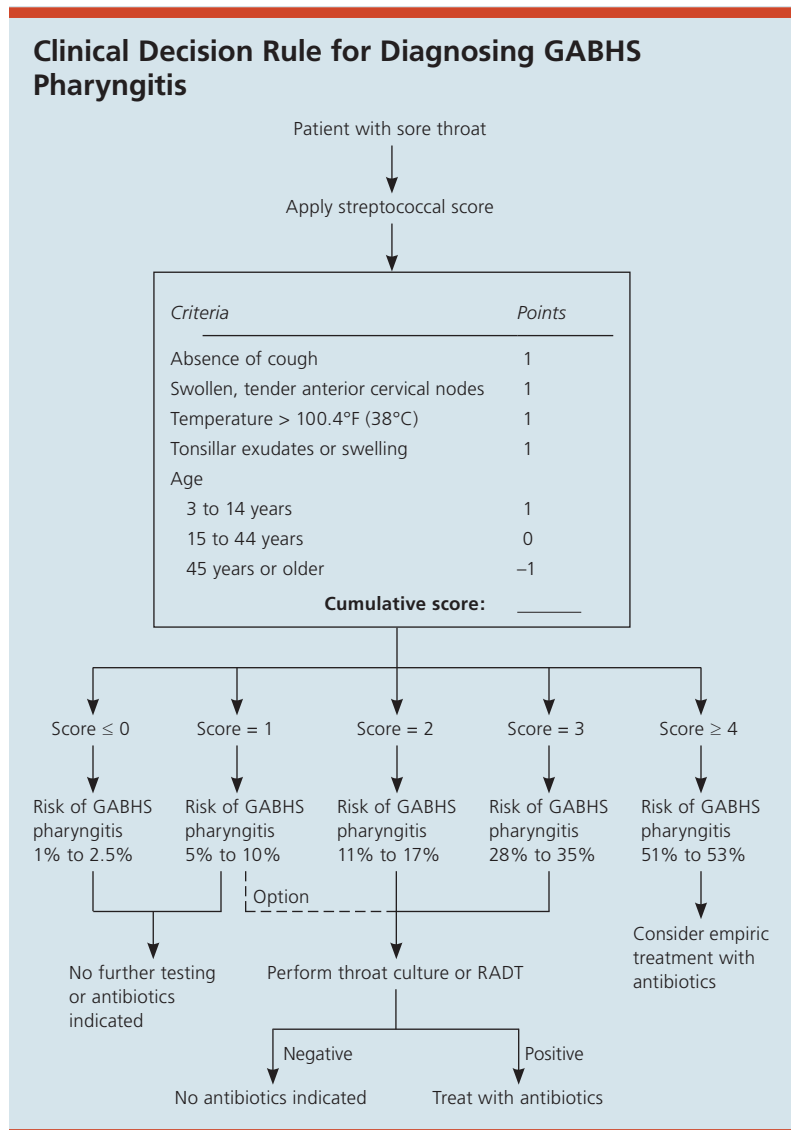 Clinical Decision Rule for Diagnosing GABHS
Pharyngitis
Patient with sore throat
Apply streptococcal score
Criteria Points
Absence of cough 1
Swollen, tender anterior cervical nodes 1
Temperature > 100.4°F (38°C) 1
Tonsillar exudates or swelling 1
Age
3 to 14 years 1
15 to 44 years 0
45 years or older –1
Cumulative score: ______
Score ≤ 0 Score = 1 Score = 2 Score = 3 Score ≥ 4
Risk of GABHS Risk of GABHS Risk of GABHS Risk of GABHS Risk of GABHS
pharyngitis pharyngitis pharyngitis pharyngitis pharyngitis
1% to 2.5% 5% to 10% 11% to 17% 28% to 35% 51% to 53%
Option
Consider empiric
treatment with
antibiotics
No further testing
or antibiotics
indicated
Perform throat culture or RADT
Negative Positive
No antibiotics indicated Treat with antibiotics